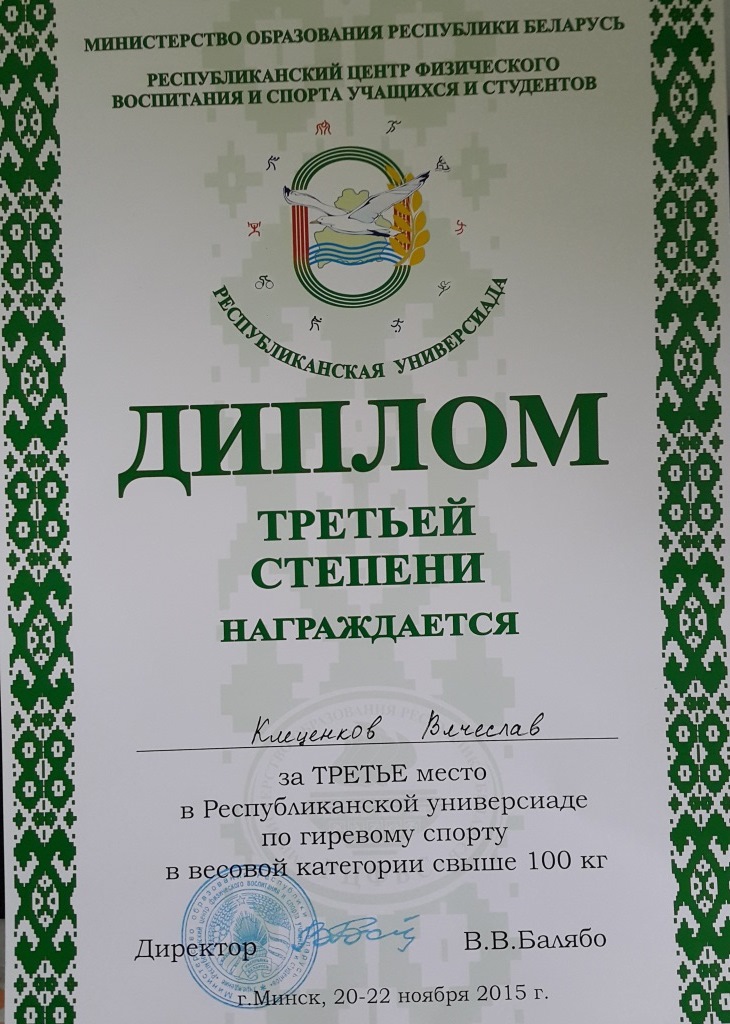 МИНИСТЕРСТВО ОБРАЗОВАНИЯ РЕСПУБЛИКИ БЕЛАРУСЬ
РЕСПУБЛИКАНСКИЙ ЦЕНТР ФИЗИЧЕСКОГО
ВОСПИТАНИЯ И СПОРТА УЧАЩИХСЯ И СТУДЕНТОВ
РЕСПУБЛИКАНСКАЯ УНИВЕРСИАДА
ДИПЛОМ
ТРЕТЬЕЙ
СТЕПЕНИ
НАГРАЖДАЕТСЯ
Клещенков Вячеслав
за ТРЕТЬЕ место
в Республиканской универсиаде
по гиревому спорту
в весовой категории свыше 100 кг
Директор В.В.Балябо
г.Минск, 20-22 ноября 2015 г.